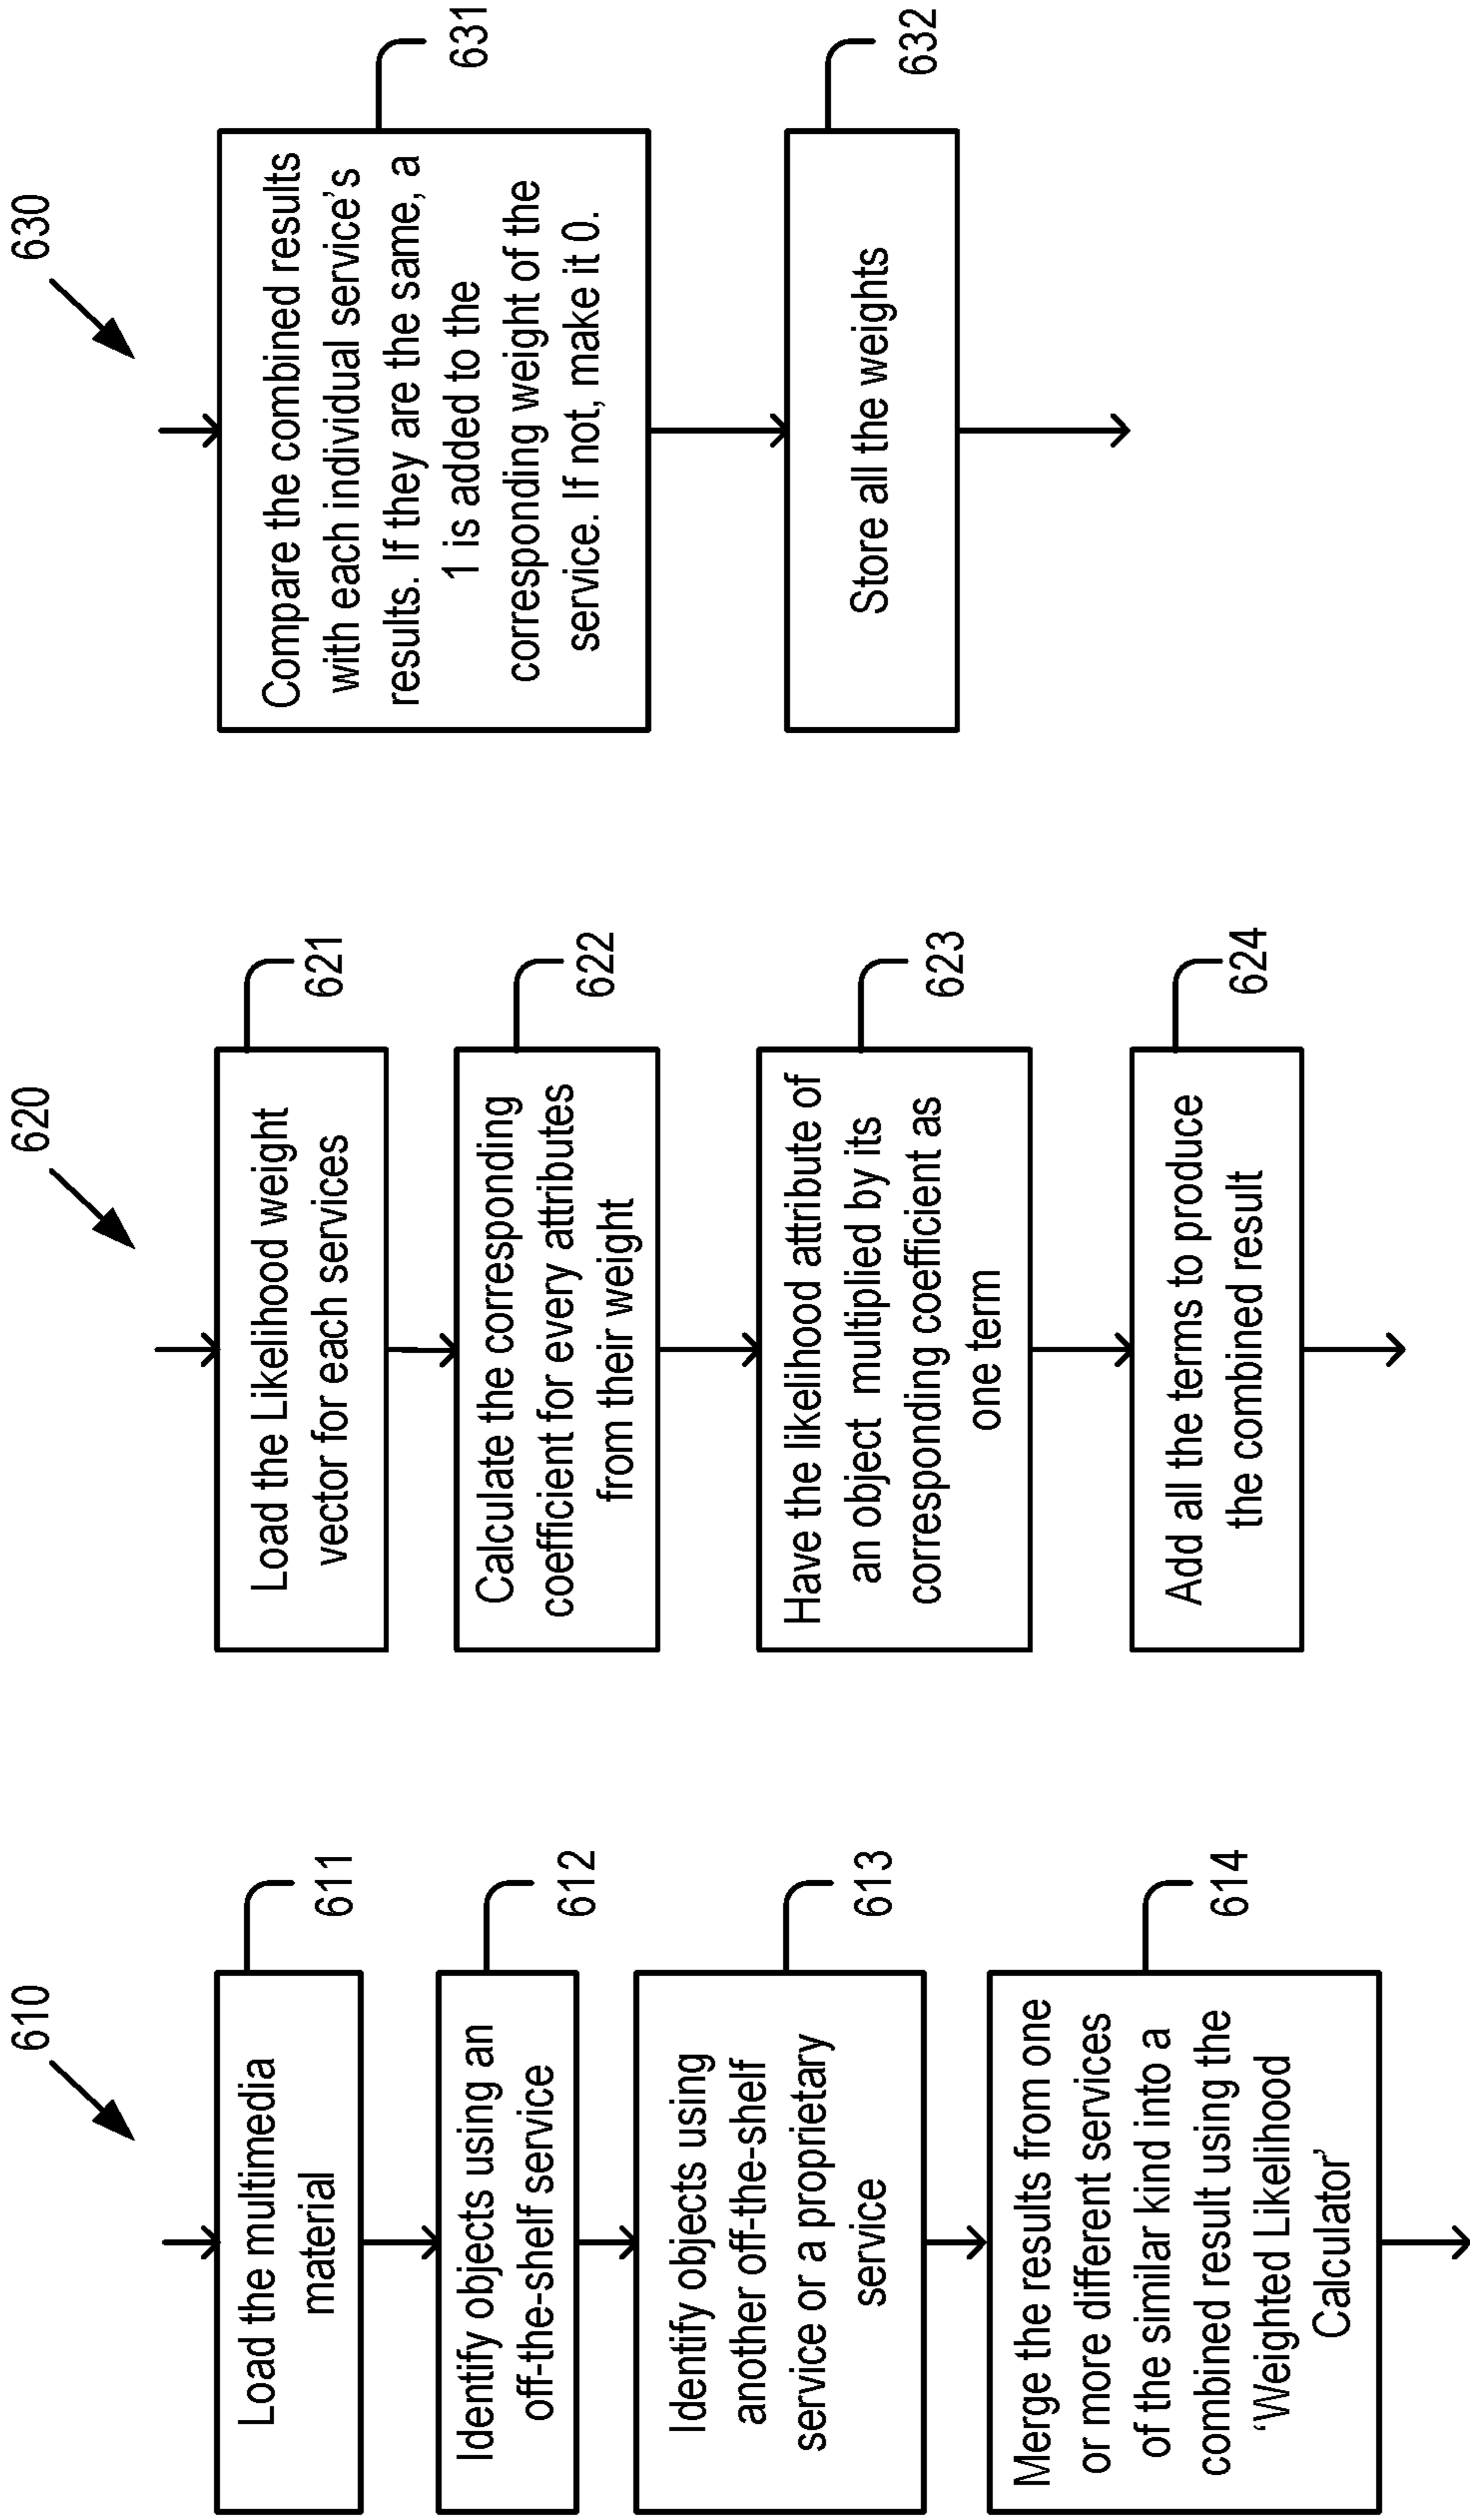 610
Load the multimedia
material
611
Identify objects using an
off-the-shelf service
612
Identify objects using
another off-the-shelf
service or a proprietary
service
613
Merge the results from one
or more different services
of the similar kind into a
combined result using the
‘Weighted Likelihood
Calculator’
614
620
Load the Likelihood weight
vector for each services
621
Calculate the corresponding
coefficient for every attributes
from their weight
622
Have the likelihood attribute of
an object multiplied by its
corresponding coefficient as
one term
623
Add all the terms to produce
the combined result
624
630
Compare the combined results
with each individual service’s
results. If they are the same, a
1 is added to the
corresponding weight of the
service. If not, make it 0.
631
Store all the weights
632